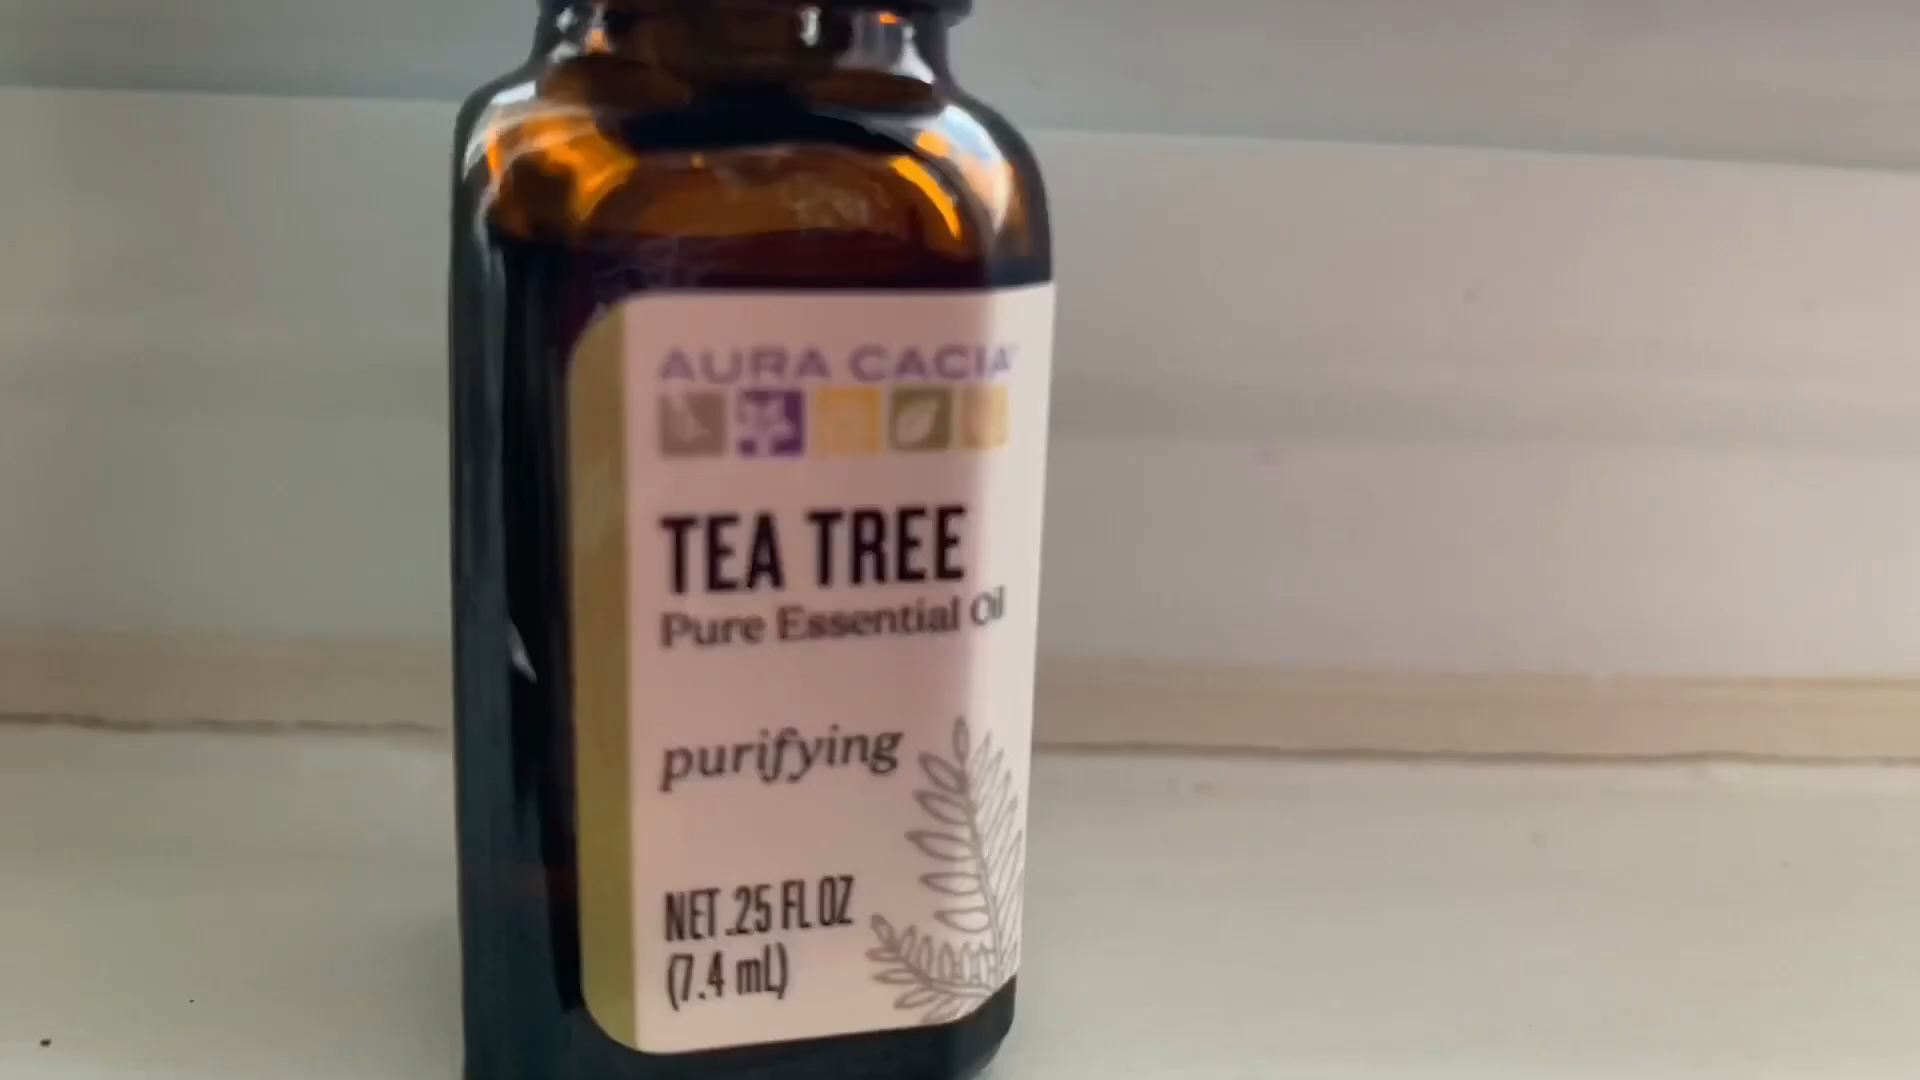 AURA CACIA
TEA TREE
Pure Essential Oil
purifying
NET .25 FL OZ
(7.4 mL)